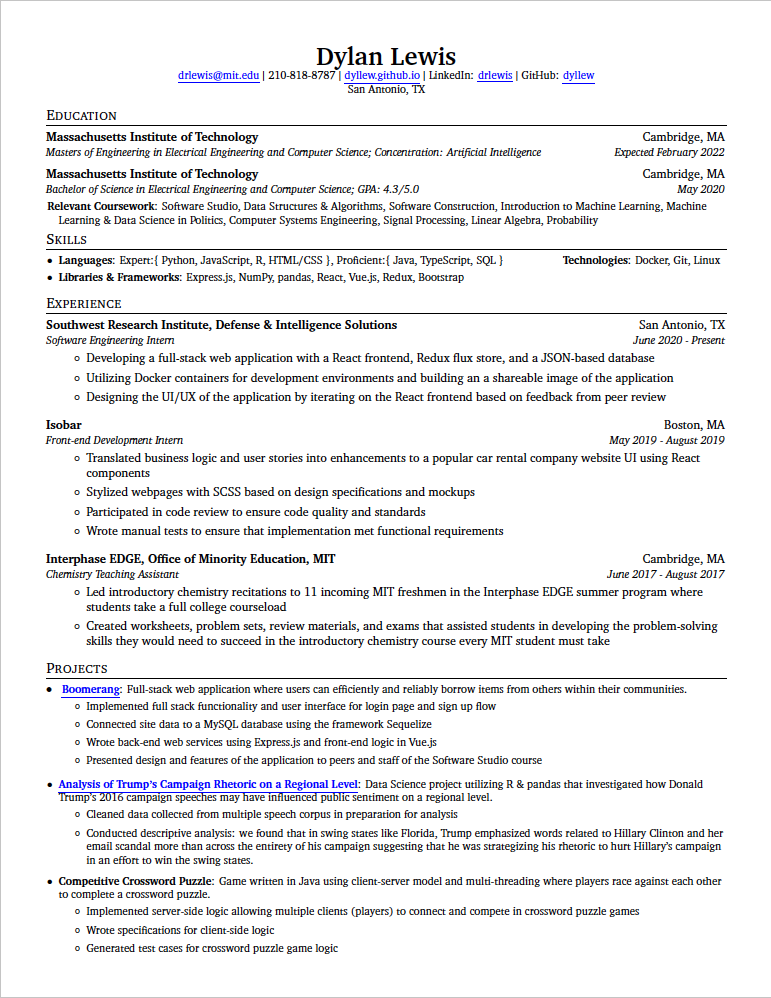 Dylan Lewis
drlewis@mit.edu | 210-818-8787 | dyllew.github.io | LinkedIn: drlewis | GitHub: dyllew
San Antonio, TX
Education
Massachusetts Institute of Technology Cambridge, MA
Masters of Engineering in Electrical Engineering and Computer Science; Concentration: Artificial Intelligence Expected February 2022
Massachusetts Institute of Technology Cambridge, MA
Bachelor of Science in Electrical Engineering and Computer Science; GPA: 4.3/5.0 May 2020
Relevant Coursework: Software Studio, Data Structures & Algorithms, Software Construction, Introduction to Machine Learning, Machine
Learning & Data Science in Politics, Computer Systems Engineering, Signal Processing, Linear Algebra, Probability
Skills
• Languages: Expert:{ Python, JavaScript, R, HTML/CSS }, Proficient:{ Java, TypeScript, SQL } Technologies: Docker, Git, Linux
• Libraries & Frameworks: Express.js, NumPy, pandas, React, Vue.js, Redux, Bootstrap
Experience
Southwest Research Institute, Defense & Intelligence Solutions San Antonio, TX
Software Engineering Intern June 2020 - Present
◦ Developing a full-stack web application with a React frontend, Redux flux store, and a JSON-based database
◦ Utilizing Docker containers for development environments and building an a shareable image of the application
◦ Designing the UI/UX of the application by iterating on the React frontend based on feedback from peer review
Isobar Boston, MA
Front-end Development Intern May 2019 - August 2019
◦ Translated business logic and user stories into enhancements to a popular car rental company website UI using React
components
◦ Stylized webpages with SCSS based on design specifications and mockups
◦ Participated in code review to ensure code quality and standards
◦ Wrote manual tests to ensure that implementation met functional requirements
Interphase EDGE, Office of Minority Education, MIT Cambridge, MA
Chemistry Teaching Assistant June 2017 - August 2017
◦ Led introductory chemistry recitations to 11 incoming MIT freshmen in the Interphase EDGE summer program where
students take a full college courseload
◦ Created worksheets, problem sets, review materials, and exams that assisted students in developing the problem-solving
skills they would need to succeed in the introductory chemistry course every MIT student must take
Projects
• Boomerang: Full-stack web application where users can efficiently and reliably borrow items from others within their communities.
◦ Implemented full stack functionality and user interface for login page and sign up flow
◦ Connected site data to a MySQL database using the framework Sequelize
◦ Wrote back-end web services using Express.js and front-end logic in Vue.js
◦ Presented design and features of the application to peers and staff of the Software Studio course
• Analysis of Trump's Campaign Rhetoric on a Regional Level: Data Science project utilizing R & pandas that investigated how Donald
Trump's 2016 campaign speeches may have influenced public sentiment on a regional level.
◦ Cleaned data collected from multiple speech corpus in preparation for analysis
◦ Conducted descriptive analysis: we found that in swing states like Florida, Trump emphasized words related to Hillary Clinton and her
email scandal more than across the entirety of his campaign suggesting that he was strategizing his rhetoric to hurt Hillary's campaign
in an effort to win the swing states.
• Competitive Crossword Puzzle: Game written in Java using client-server model and multi-threading where players race against each other
to complete a crossword puzzle.
◦ Implemented server-side logic allowing multiple clients (players) to connect and compete in crossword puzzle games
◦ Wrote specifications for client-side logic
◦ Generated test cases for crossword puzzle game logic